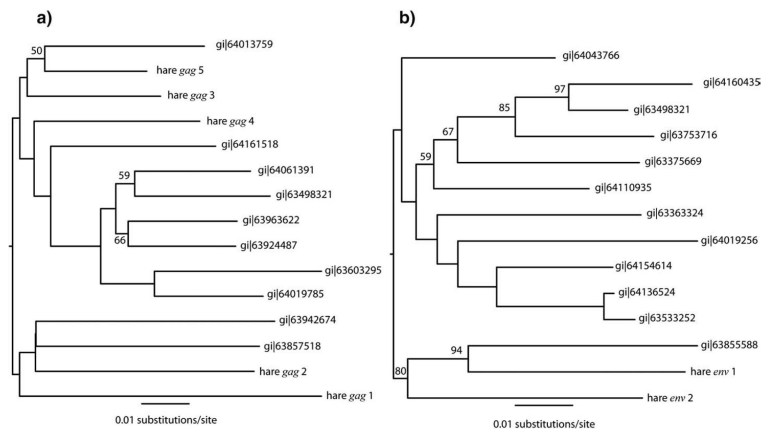 a)
50
gi|64013759
hare gag 5
hare gag 3
hare gag 4
gi|64161518
gi|64061391
59
gi|63498321
gi|63963622
66
gi|63924487
gi|63603295
gi|64019785
gi|63942674
gi|63857518
hare gag 2
hare gag 1
0.01 substitutions/site
b)
gi|64043766
97
gi|64160435
85
gi|63498321
67
gi|63753716
59
gi|63375669
gi|64110935
gi|63363324
gi|64019256
gi|64154614
gi|64136524
gi|63533252
94
gi|63855588
80
hare env 1
hare env 2
0.01 substitutions/site